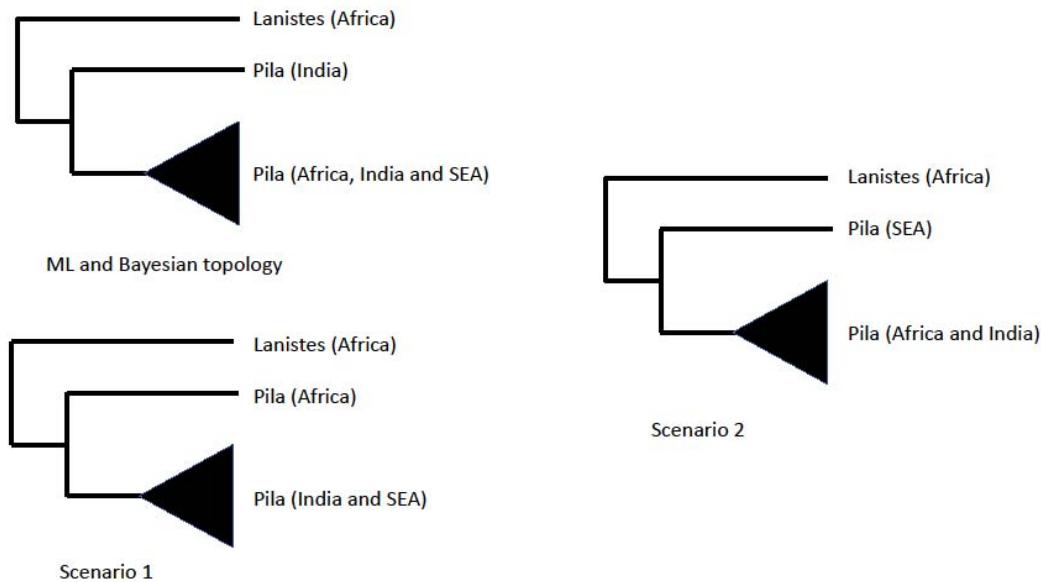 Lanistes (Africa)
Pila (India)
Pila (Africa, India and SEA)
ML and Bayesian topology
Lanistes (Africa)
Pila (Africa)
Pila (India and SEA)
Scenario 1
Lanistes (Africa)
Pila (SEA)
Pila (Africa and India)
Scenario 2